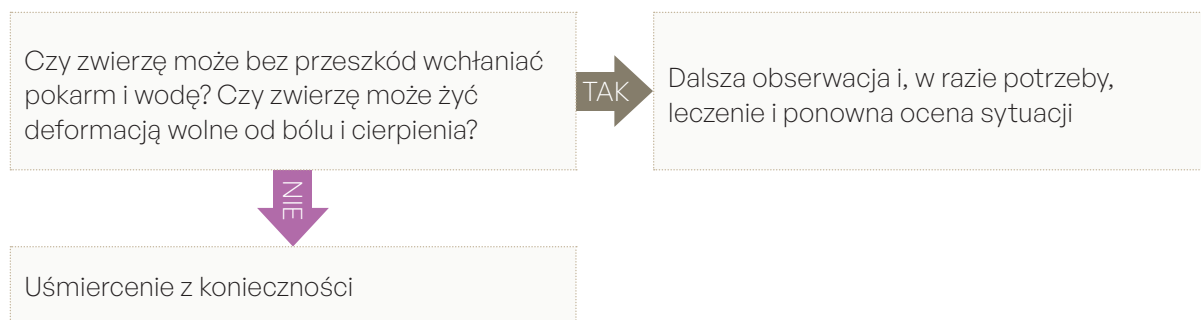 Czy zwierzę może bez przeszkód wchłaniać
pokarm i wodę? Czy zwierzę może żyć
deformacją wolne od bólu i cierpienia?
TAK
Dalsza obserwacja i, w razie potrzeby,
leczenie i ponowna ocena sytuacji
NIE
Uśmiercenie z konieczności